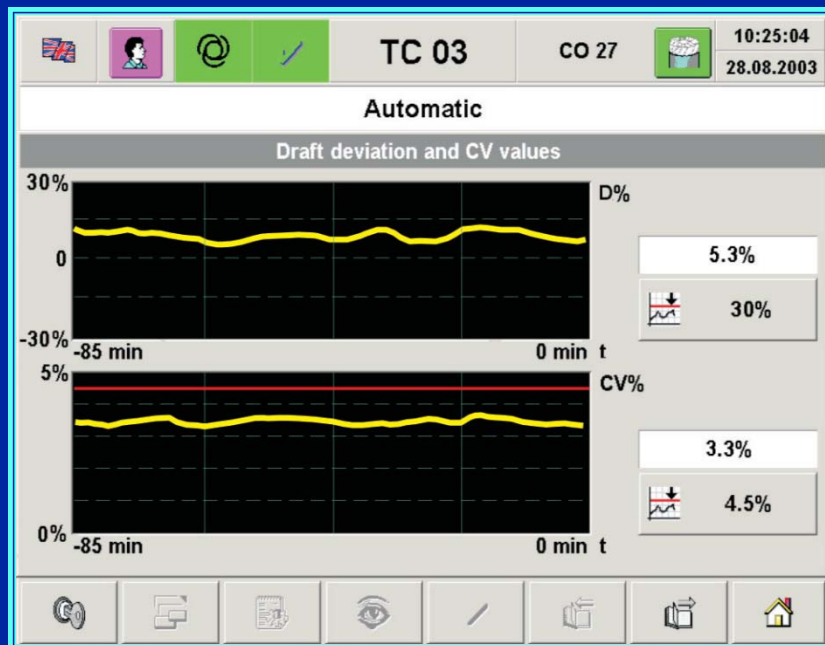 TC 03
CO 27
10:25:04
28.08.2003
Automatic
Draft deviation and CV values
30%
0
-30%
D%
5.3%
30%
-85 min
0 min t
5%
0%
CV%
3.3%
4.5%
-85 min
0 min t